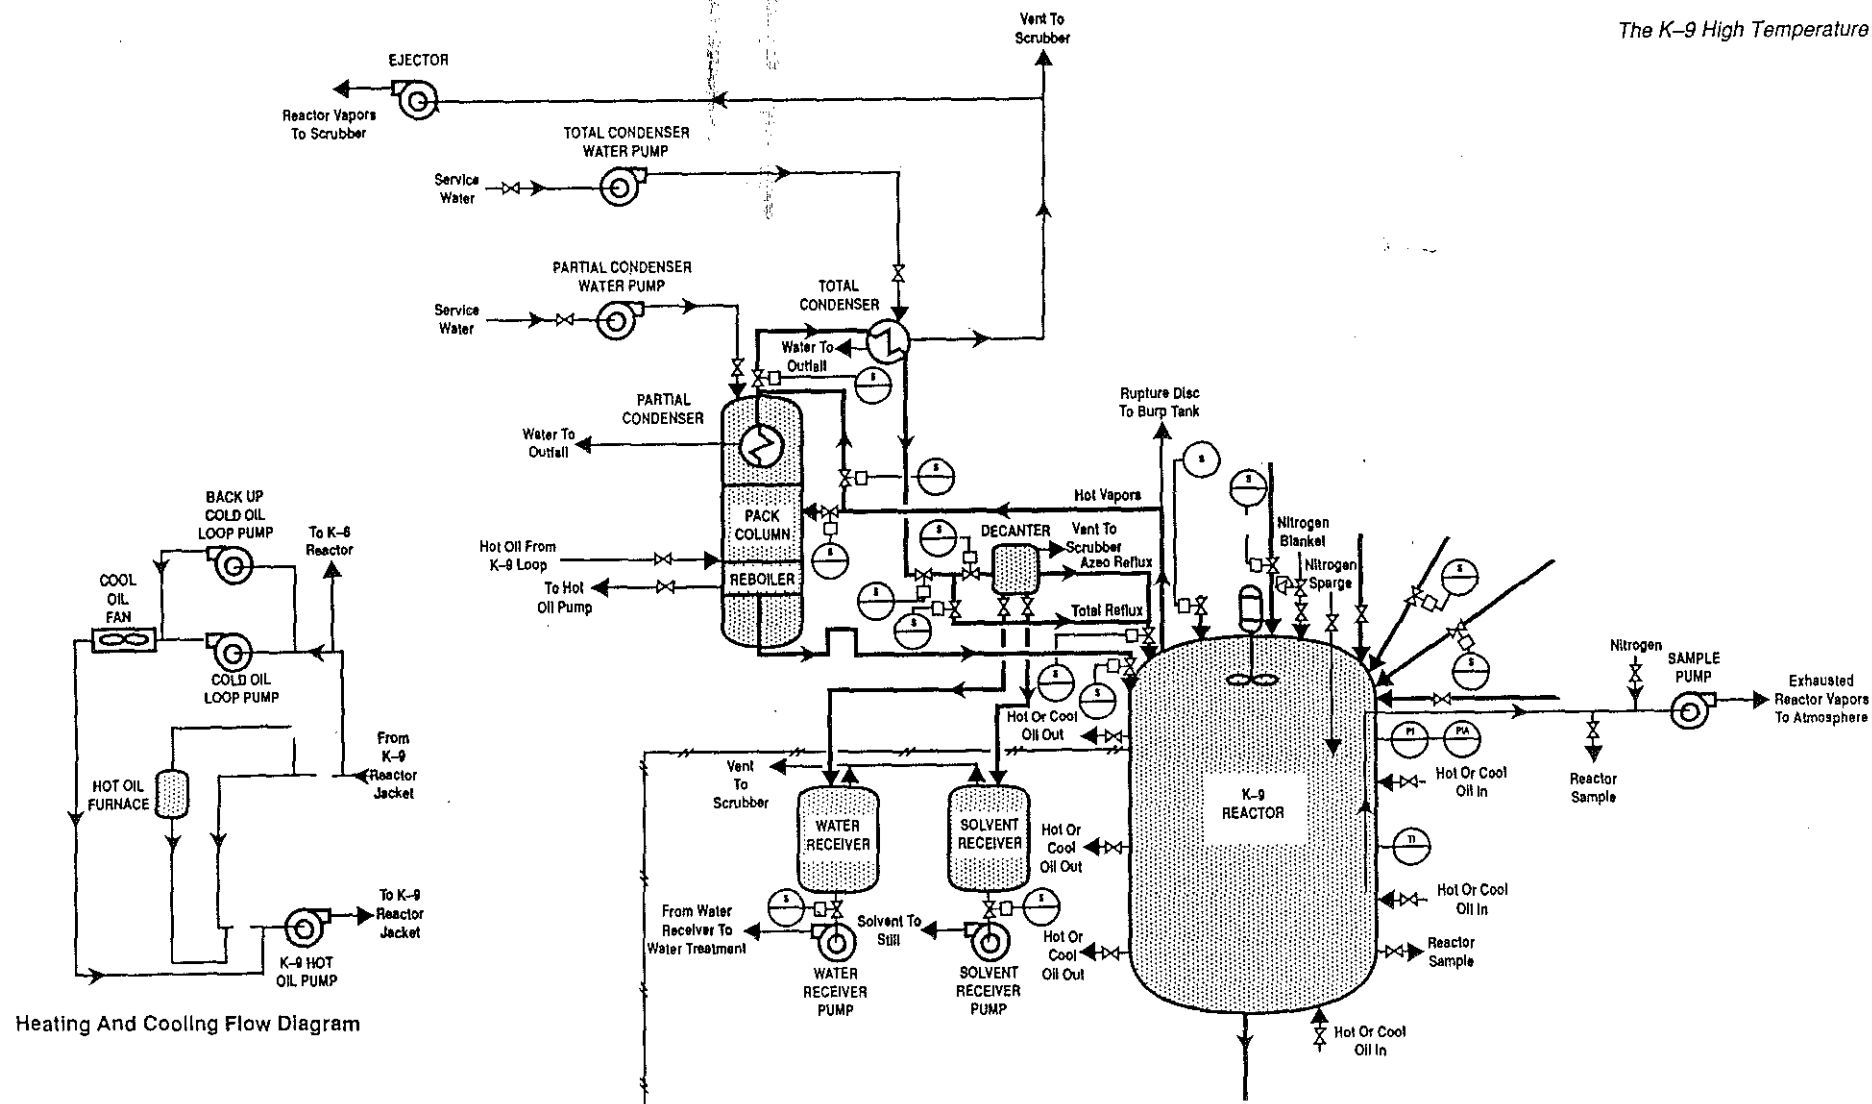 The K–9 High Temperature
Vent To
Scrubber
EJECTOR
Reactor Vapors
To Scrubber
TOTAL CONDENSER
WATER PUMP
Service
Water
PARTIAL CONDENSER
WATER PUMP
Service
Water
TOTAL
CONDENSER
Water To
Outfall
S
PARTIAL
CONDENSER
Water To
Outfall
Rupture Disc
To Burp Tank
S
S
S
Hot Vapors
PACK
COLUMN
S
Hot Oil From
K–9 Loop
REBOILER
To Hot
Oil Pump
S
DECANTER
Vent To
Scrubber
Azeo Reflux
Total Reflux
S
S
S
S
Nitrogen
Blanket
Nitrogen
Sparge
S
S
Nitrogen
SAMPLE
PUMP
Exhausted
Reactor Vapors
To Atmosphere
Reactor
Sample
PI
PIA
Hot Or Cool
Oil In
TI
Hot Or Cool
Oil In
Reactor
Sample
Hot Or Cool
Oil In
K–9
REACTOR
Hot Or Cool
Oil Out
Hot Or
Cool
Oil Out
Hot Or
Cool
Oil Out
Vent
To
Scrubber
WATER
RECEIVER
SOLVENT
RECEIVER
S
S
From Water
Receiver To
Water Treatment
Solvent To
Still
WATER
RECEIVER
PUMP
SOLVENT
RECEIVER
PUMP
BACK UP
COLD OIL
LOOP PUMP
To K–6
Reactor
COOL
OIL
FAN
COLD OIL
LOOP PUMP
From
K–9
Reactor
Jacket
HOT OIL
FURNACE
To K–9
Reactor
Jacket
K–9 HOT
OIL PUMP
Heating And Cooling Flow Diagram